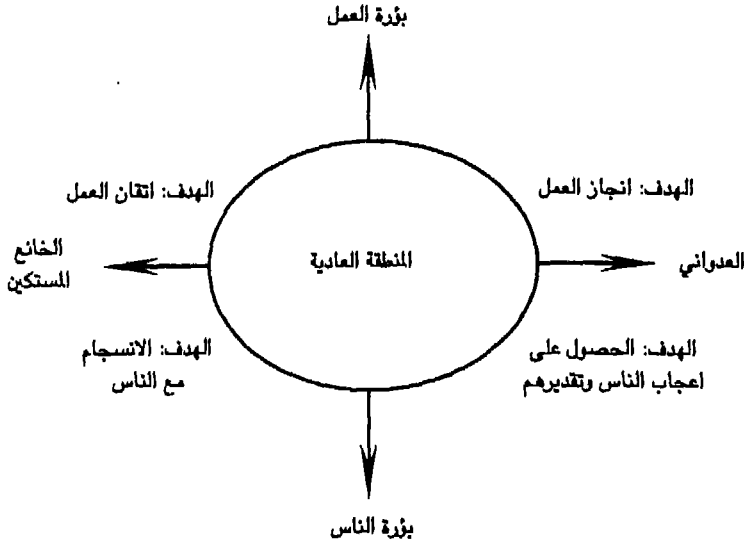 بؤرة العمل
الهدف: انجاز العمل
الهدف: اتقان العمل
العدواني
المنطقة العادية
الخانع
المستكين
الهدف: الحصول على
اعجاب الناس وتقديرهم
الهدف: الانسجام
مع الناس
بؤرة الناس